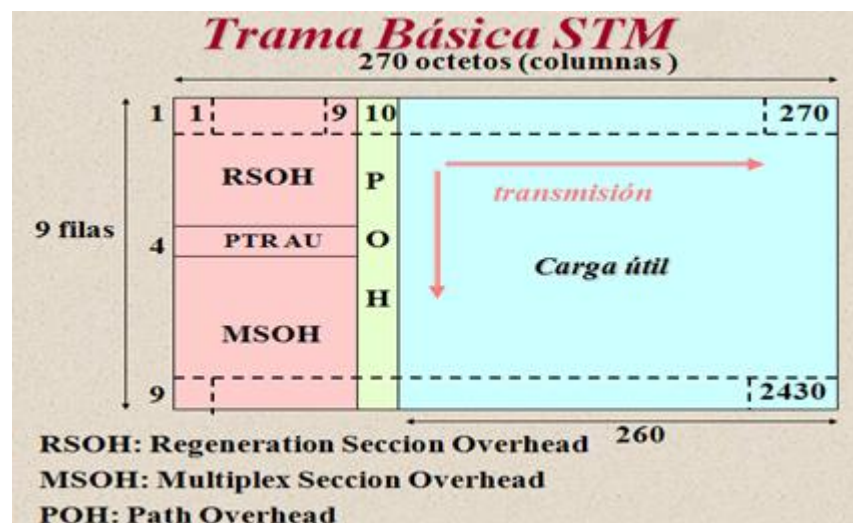 Trama Básica STM
270 octetos (columnas )
1 1 9 10 270
RSOH
P
transmisión
9 filas
4 PTR AU O
Carga útil
H
MSOH
9 2430
260
RSOH: Regeneration Seccion Overhead
MSOH: Multiplex Seccion Overhead
POH: Path Overhead